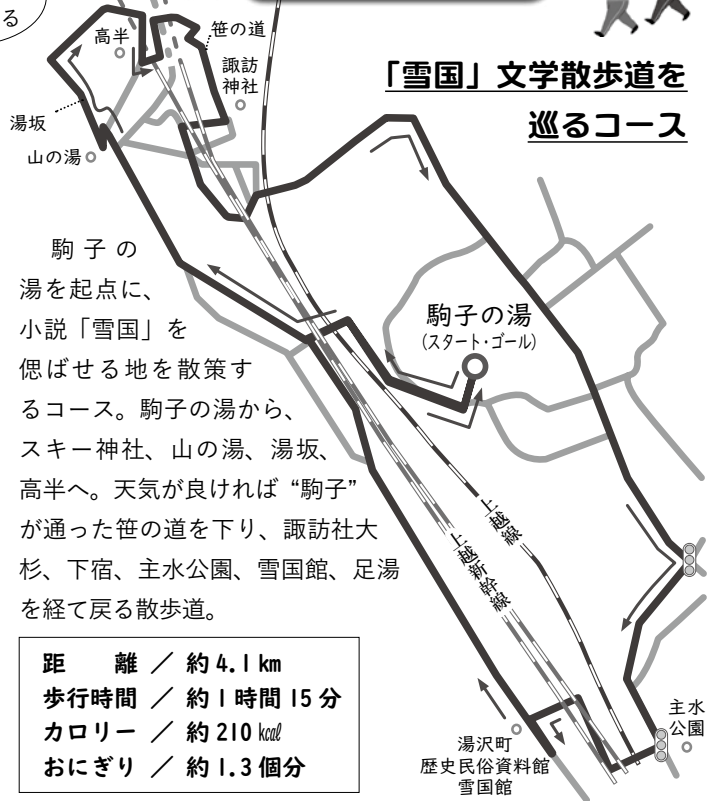 る
「雪国」文学散歩道を
巡るコース
高半
笹の道
諏訪
神社
湯坂
山の湯
駒子の湯
(スタート・ゴール)
駒子の
湯を起点に、
小説「雪国」を
偲ばせる地を散策す
るコース。駒子の湯から、
スキー神社、山の湯、湯坂、
高半へ。天気が良ければ“駒子”
が通った笹の道を下り、諏訪社大
杉、下宿、主水公園、雪国館、足湯
を経て戻る散歩道。
上越線
上越新幹線
距　離 ／ 約4.1km
歩行時間 ／ 約1時間15分
カロリー ／ 約210㎉
おにぎり ／ 約1.3個分
湯沢町
歴史民俗資料館
雪国館
主水
公園